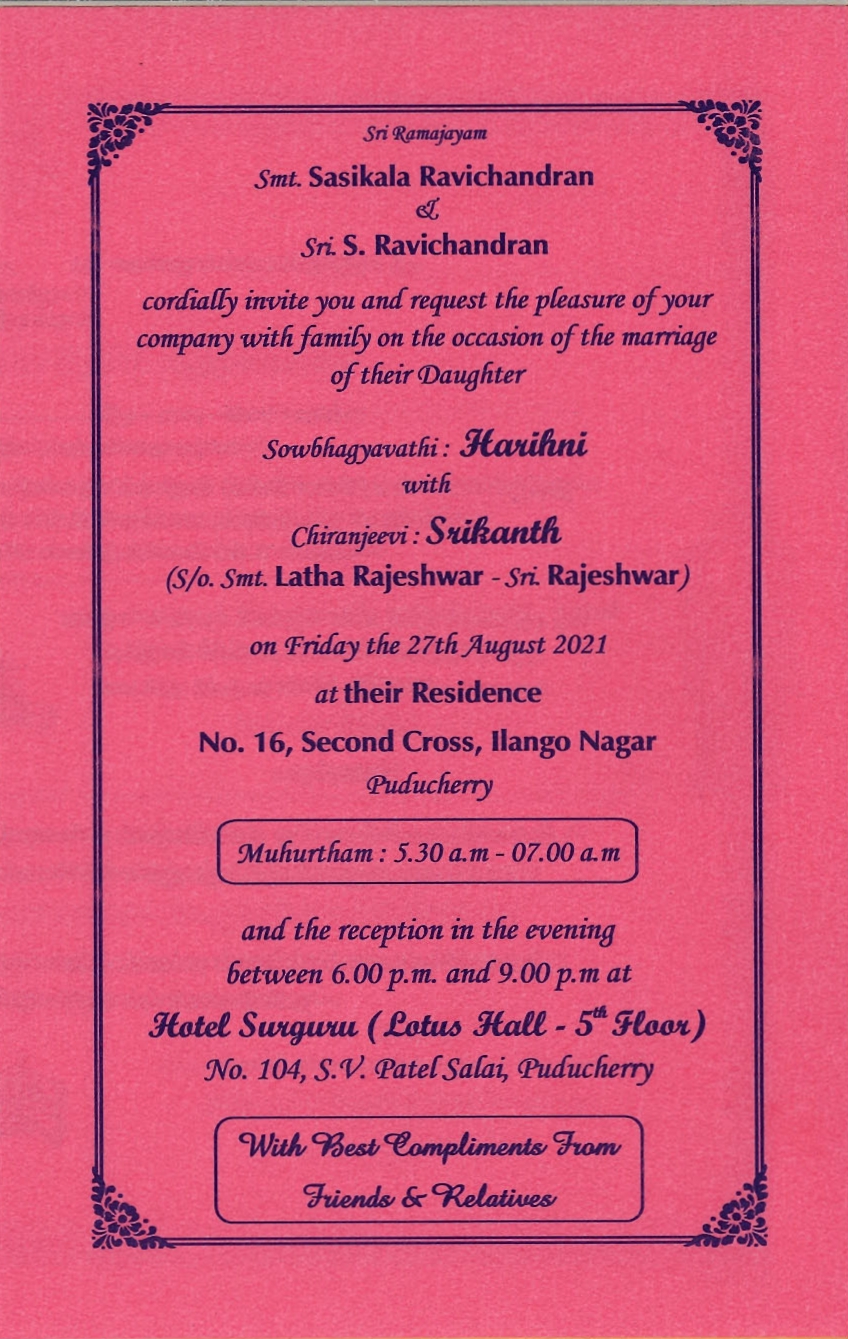 Sri Ramajayam
Smt. Sasikala Ravichandran
&
Sri. S. Ravichandran
cordially invite you and request the pleasure of your
company with family on the occasion of the marriage
of their Daughter
Sowbhagyavathi : Harihni
with
Chiranjeevi : Srikanth
(S/o. Smt. Latha Rajeshwar - Sri. Rajeshwar)
on Friday the 27th August 2021
at their Residence
No. 16, Second Cross, Ilango Nagar
Puducherry
Muhurtham : 5.30 a.m - 07.00 a.m
and the reception in the evening
between 6.00 p.m. and 9.00 p.m at
Hotel Surguru (Lotus Hall - 5th Floor)
No. 104, S.V. Patel Salai, Puducherry
With Best Compliments From
Friends & Relatives